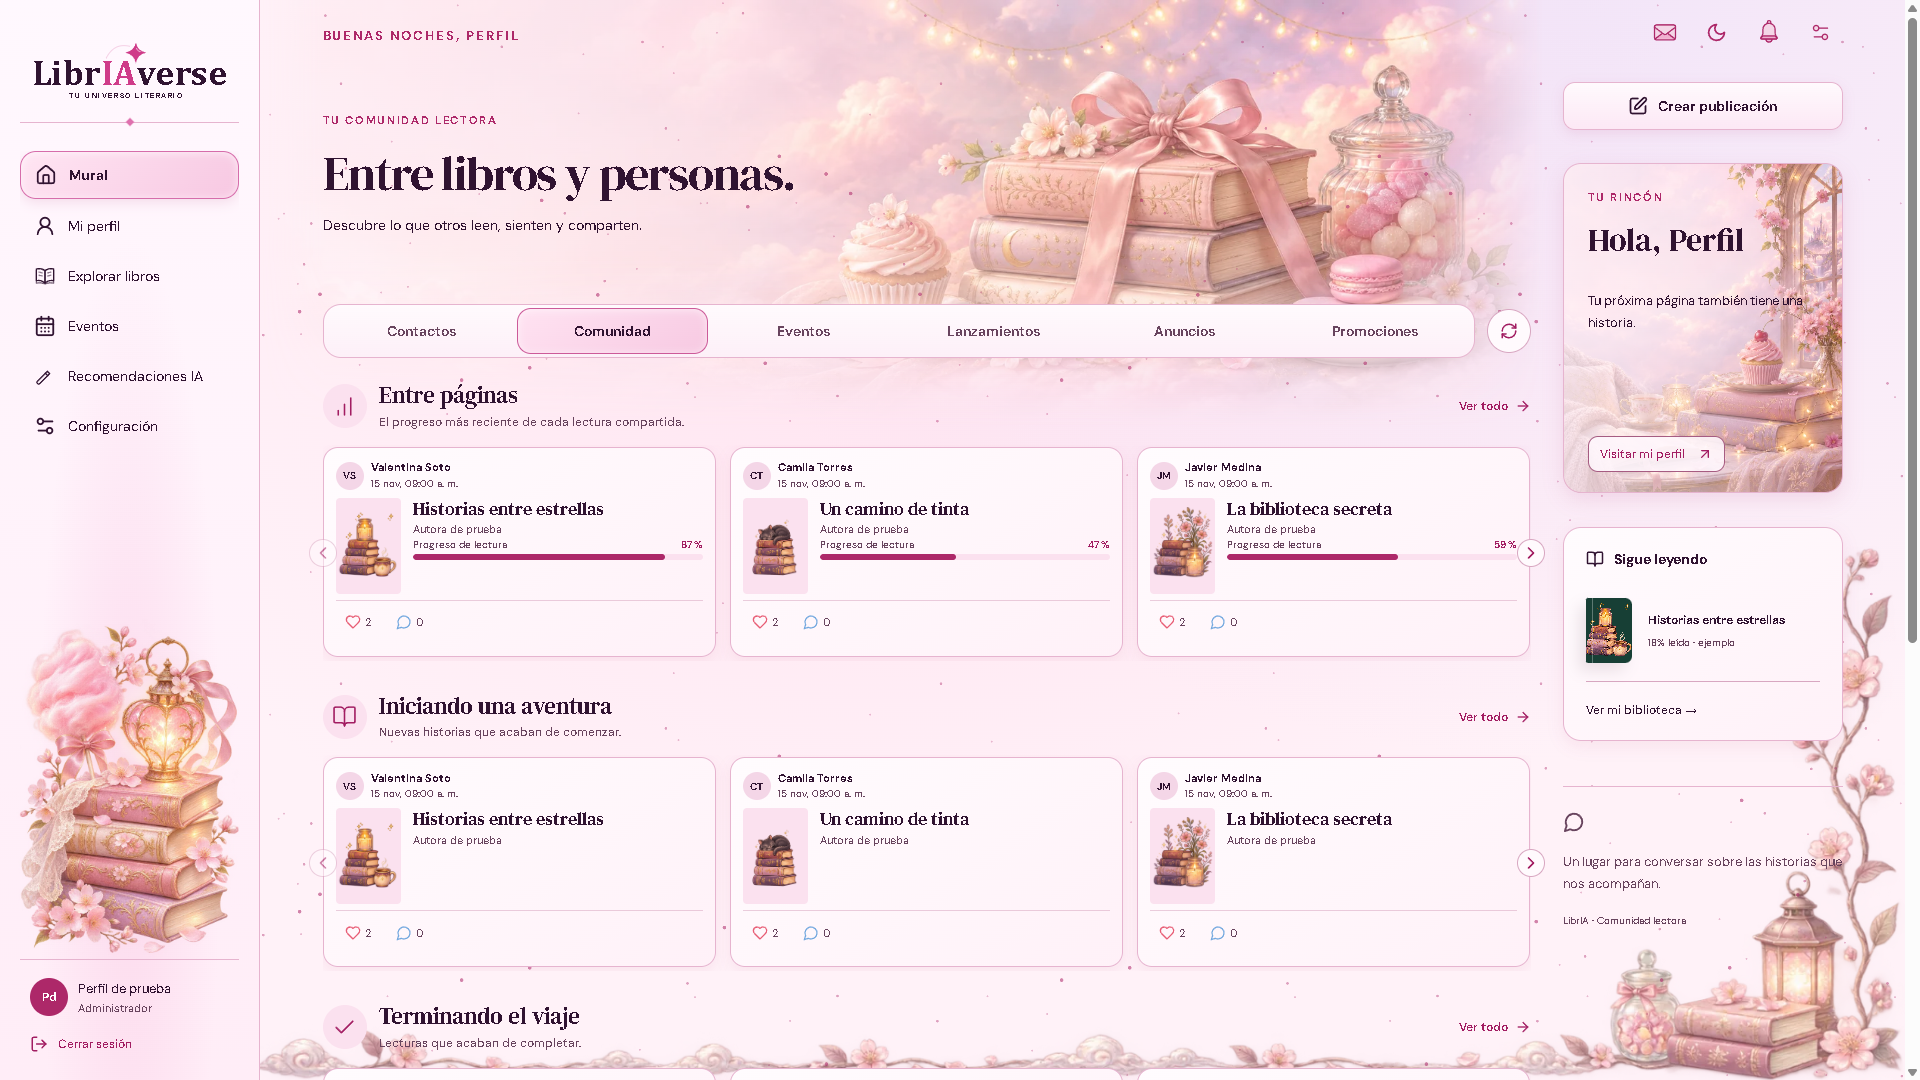 LibrIAverse
TU UNIVERSO LITERARIO
Mural
Mi perfil
Explorar libros
Eventos
Recomendaciones IA
Configuración
Pd
Perfil de prueba
Administrador
Cerrar sesión
BUENAS NOCHES, PERFIL
TU COMUNIDAD LECTORA
Entre libros y personas.
Descubre lo que otros leen, sienten y comparten.
Contactos
Comunidad
Eventos
Lanzamientos
Anuncios
Promociones
Entre páginas
El progreso más reciente de cada lectura compartida.
Ver todo
VS
Valentina Soto
15 nov, 09:00 a. m.
Historias entre estrellas
Autora de prueba
Progreso de lectura 87%
2 0
CT
Camila Torres
15 nov, 09:00 a. m.
Un camino de tinta
Autora de prueba
Progreso de lectura 47%
2 0
JM
Javier Medina
15 nov, 09:00 a. m.
La biblioteca secreta
Autora de prueba
Progreso de lectura 59%
2 0
Iniciando una aventura
Nuevas historias que acaban de comenzar.
Ver todo
VS
Valentina Soto
15 nov, 09:00 a. m.
Historias entre estrellas
Autora de prueba
2 0
CT
Camila Torres
15 nov, 09:00 a. m.
Un camino de tinta
Autora de prueba
2 0
JM
Javier Medina
15 nov, 09:00 a. m.
La biblioteca secreta
Autora de prueba
2 0
Terminando el viaje
Lecturas que acaban de completar.
Ver todo
Crear publicación
TU RINCÓN
Hola, Perfil
Tu próxima página también tiene una
historia.
Visitar mi perfil
Sigue leyendo
Historias entre estrellas
18% leído · ejemplo
Ver mi biblioteca →
Un lugar para conversar sobre las historias que
nos acompañan.
LibrIA · Comunidad lectora